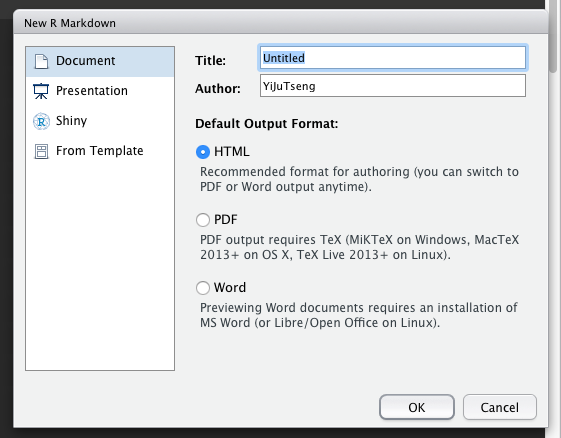 New R Markdown
Document
Presentation
Shiny
From Template
Title: Untitled
Author: YiJuTseng
Default Output Format:
HTML
Recommended format for authoring (you can switch to
PDF or Word output anytime).
PDF
PDF output requires TeX (MiKTeX on Windows, MacTeX
2013+ on OS X, TeX Live 2013+ on Linux).
Word
Previewing Word documents requires an installation of
MS Word (or Libre/Open Office on Linux).
OK
Cancel